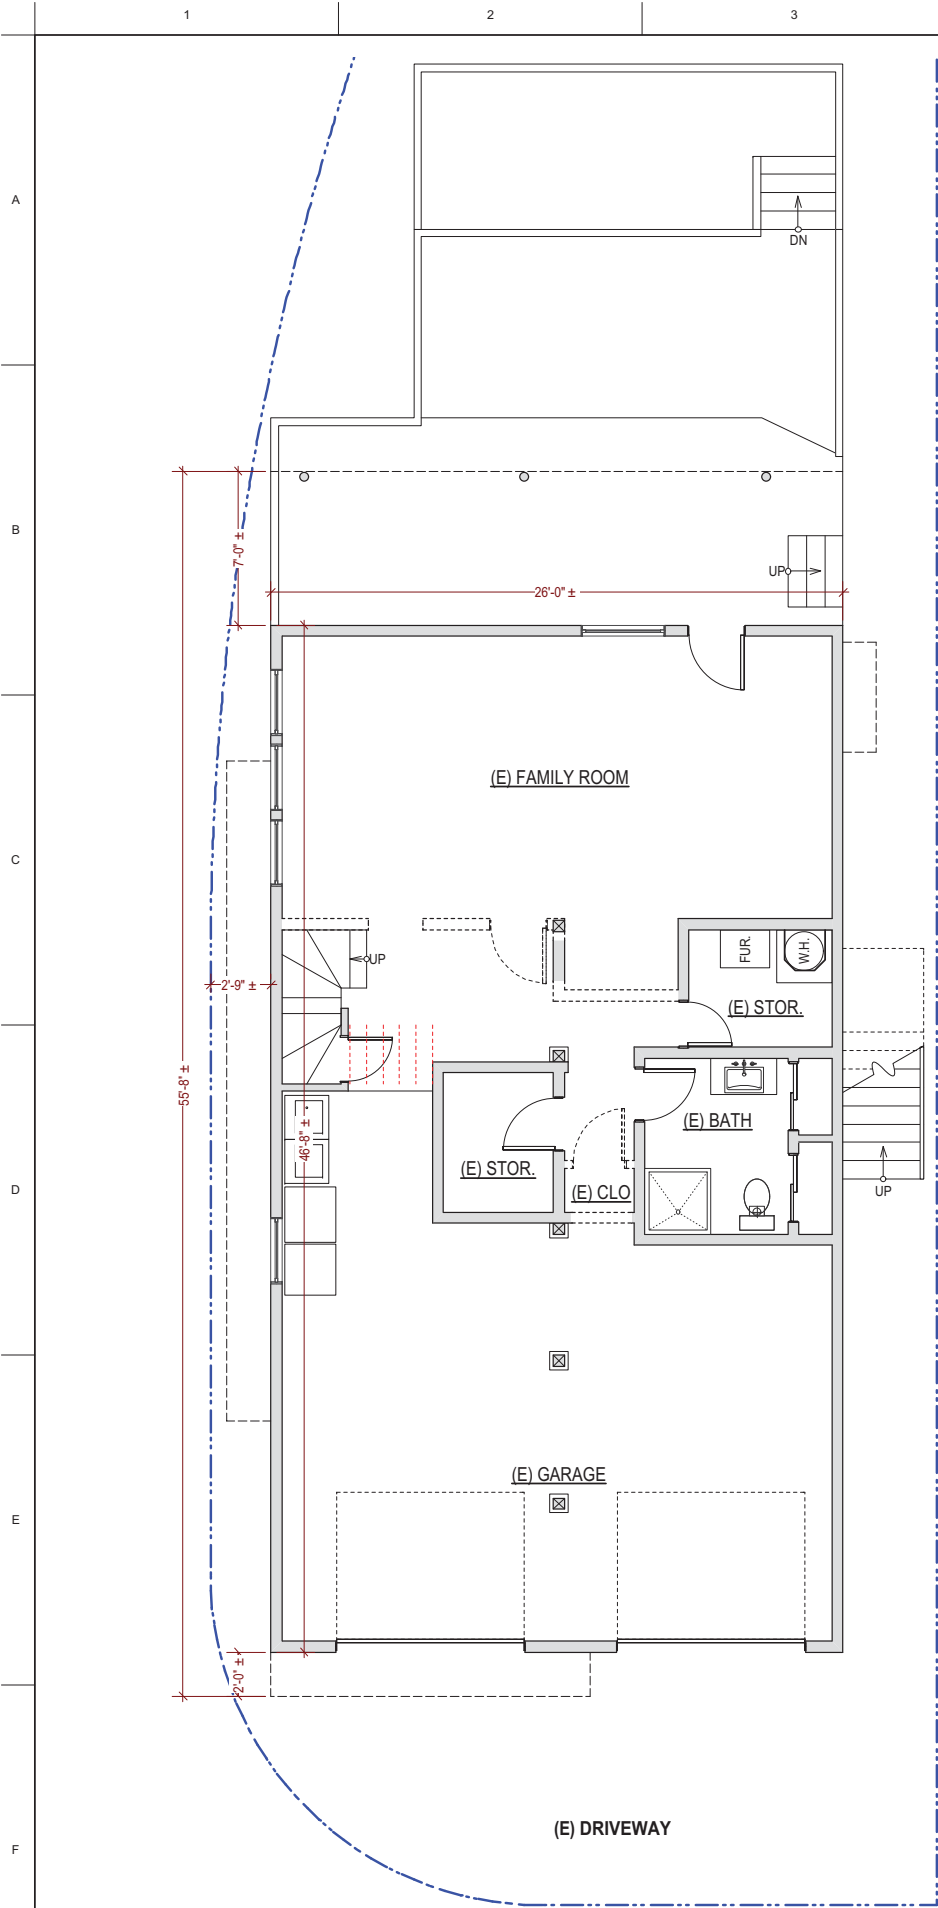 1 2 3
A
DN
B
7'-0" ±
UP
26'-0" ±
(E) FAMILY ROOM
C
FUR.
W.H.
UP
2'-9" ±
(E) STOR.
55'-8" ±
46'-8" ±
(E) BATH
(E) STOR.
D
(E) CLO
UP
(E) GARAGE
E
2'-0" ±
(E) DRIVEWAY
F